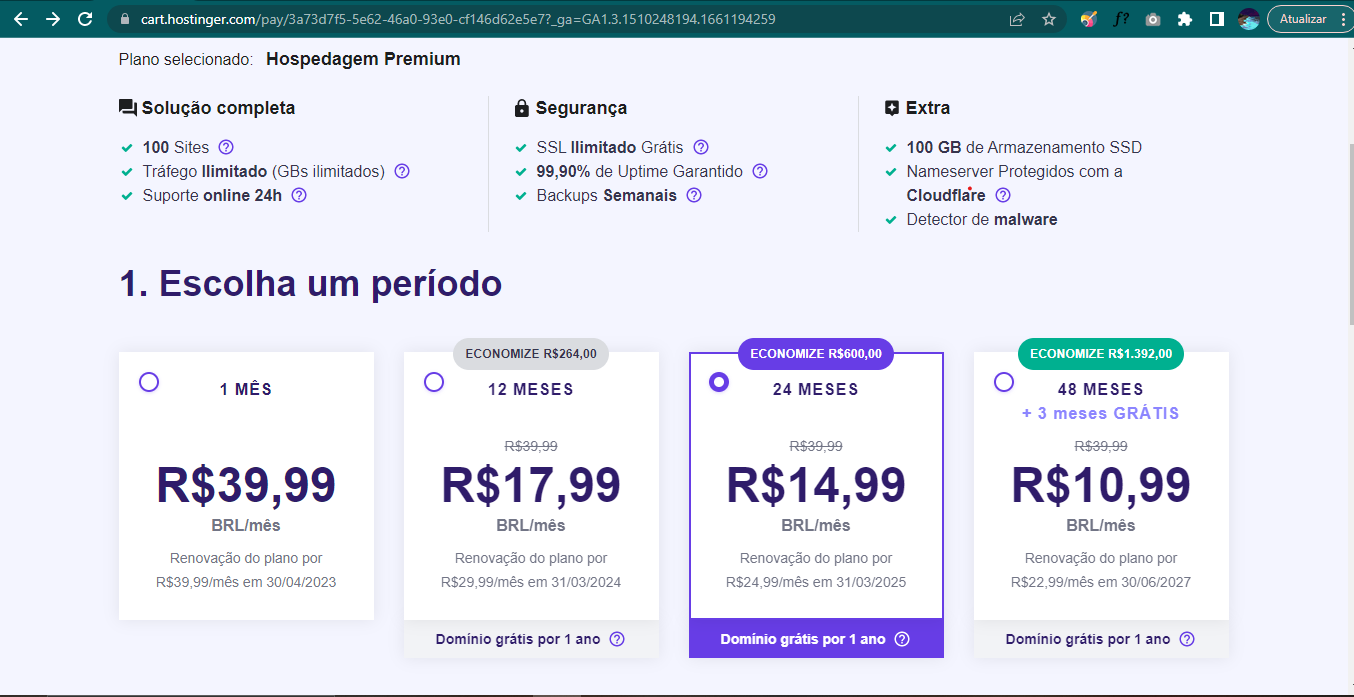 cart.hostinger.com/pay/3a73d7f5-5e62-46a0-93e0-cf146d62e5e7?_ga=GA1.3.1510248194.1661194259
f?
Atualizar
Plano selecionado: Hospedagem Premium
Solução completa
100 Sites
Tráfego Ilimitado (GBs ilimitados)
Suporte online 24h
Segurança
SSL Ilimitado Grátis
99,90% de Uptime Garantido
Backups Semanais
Extra
100 GB de Armazenamento SSD
Nameserver Protegidos com a
Cloudflare
Detector de malware
1. Escolha um período
1 MÊS
R$39,99
BRL/mês
Renovação do plano por
R$39,99/mês em 30/04/2023
ECONOMIZE R$264,00
12 MESES
R$39,99
R$17,99
BRL/mês
Renovação do plano por
R$29,99/mês em 31/03/2024
Domínio grátis por 1 ano
ECONOMIZE R$600,00
24 MESES
R$39,99
R$14,99
BRL/mês
Renovação do plano por
R$24,99/mês em 31/03/2025
Domínio grátis por 1 ano
ECONOMIZE R$1.392,00
48 MESES
+ 3 meses GRÁTIS
R$39,99
R$10,99
BRL/mês
Renovação do plano por
R$22,99/mês em 30/06/2027
Domínio grátis por 1 ano